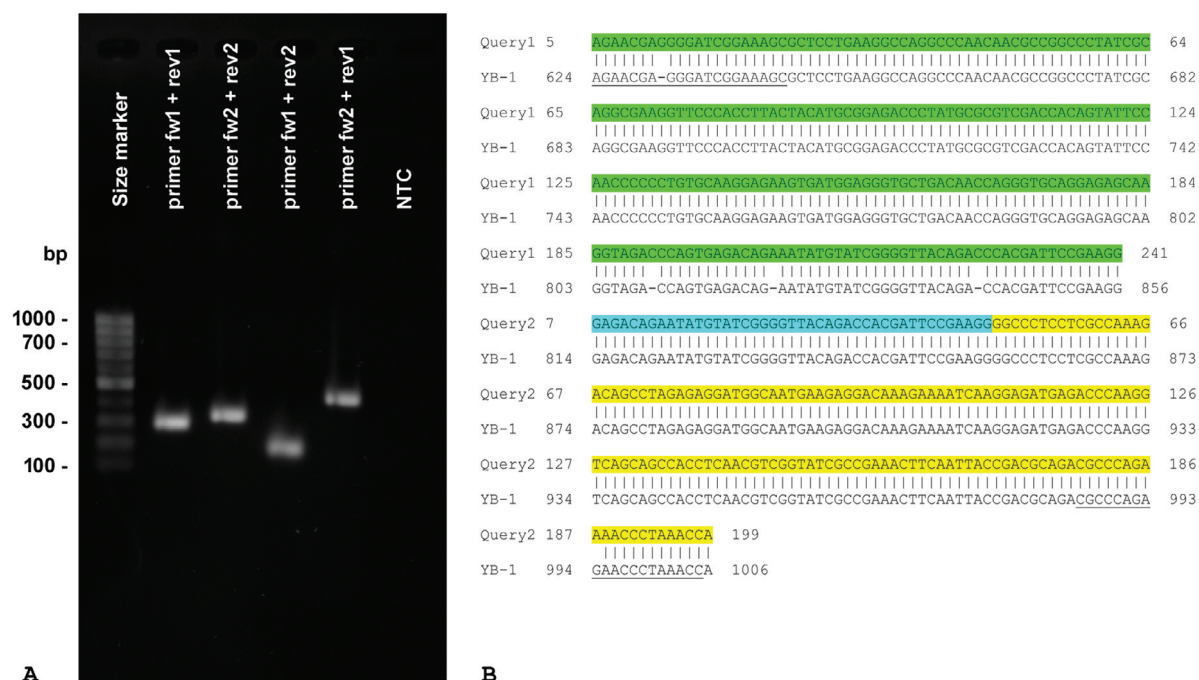 Size marker
primer fw1 + rev1
primer fw2 + rev2
primer fw1 + rev2
primer fw2 + rev1
NTC
bp
1000 -
700 -
500 -
300 -
100 -
A
Query1 5 AGAACGAGGGGATCGGAAAGCGCTCCTGAAGGCCAGGCCCAACAACGCCGGCCCTATCGC 64
YB-1 624 AGAACGA-GGGATCGGAAAGCGCTCCTGAAGGCCAGGCCCAACAACGCCGGCCCTATCGC 682
Query1 65 AGGCGAAGGTTCCCACCTTACTACATGCGGAGACCCTATGCGCGTCGACCACAGTATTCC 124
YB-1 683 AGGCGAAGGTTCCCACCTTACTACATGCGGAGACCCTATGCGCGTCGACCACAGTATTCC 742
Query1 125 AACCCCCCTGTGCAAGGAGAAGTGATGGAGGGTGCTGACAACCAGGGTGCAGGAGAGCAA 184
YB-1 743 AACCCCCCTGTGCAAGGAGAAGTGATGGAGGGTGCTGACAACCAGGGTGCAGGAGAGCAA 802
Query1 185 GGTAGACCCAGTGAGACAGAAATATGTATCGGGGTTACAGACCCACGATTCCGAAGG 241
YB-1 803 GGTAGA-CCAGTGAGACAG-AATATGTATCGGGGTTACAGA-CCACGATTCCGAAGG 856
Query2 7 GAGACAGAATATGTATCGGGGTTACAGACCACGATTCCGAAGGGGCCCTCCTCGCCAAAG 66
YB-1 814 GAGACAGAATATGTATCGGGGTTACAGACCACGATTCCGAAGGGGCCCTCCTCGCCAAAG 873
Query2 67 ACAGCCTAGAGAGGATGGCAATGAAGAGGACAAAGAAAATCAAGGAGATGAGACCCAAGG 126
YB-1 874 ACAGCCTAGAGAGGATGGCAATGAAGAGGACAAAGAAAATCAAGGAGATGAGACCCAAGG 933
Query2 127 TCAGCAGCCACCTCAACGTCGGTATCGCCGAAACTTCAATTACCGACGCAGACGCCCAGA 186
YB-1 934 TCAGCAGCCACCTCAACGTCGGTATCGCCGAAACTTCAATTACCGACGCAGACGCCCAGA 993
Query2 187 AAACCCTAAACCA 199
YB-1 994 GAACCCTAAACCA 1006
B